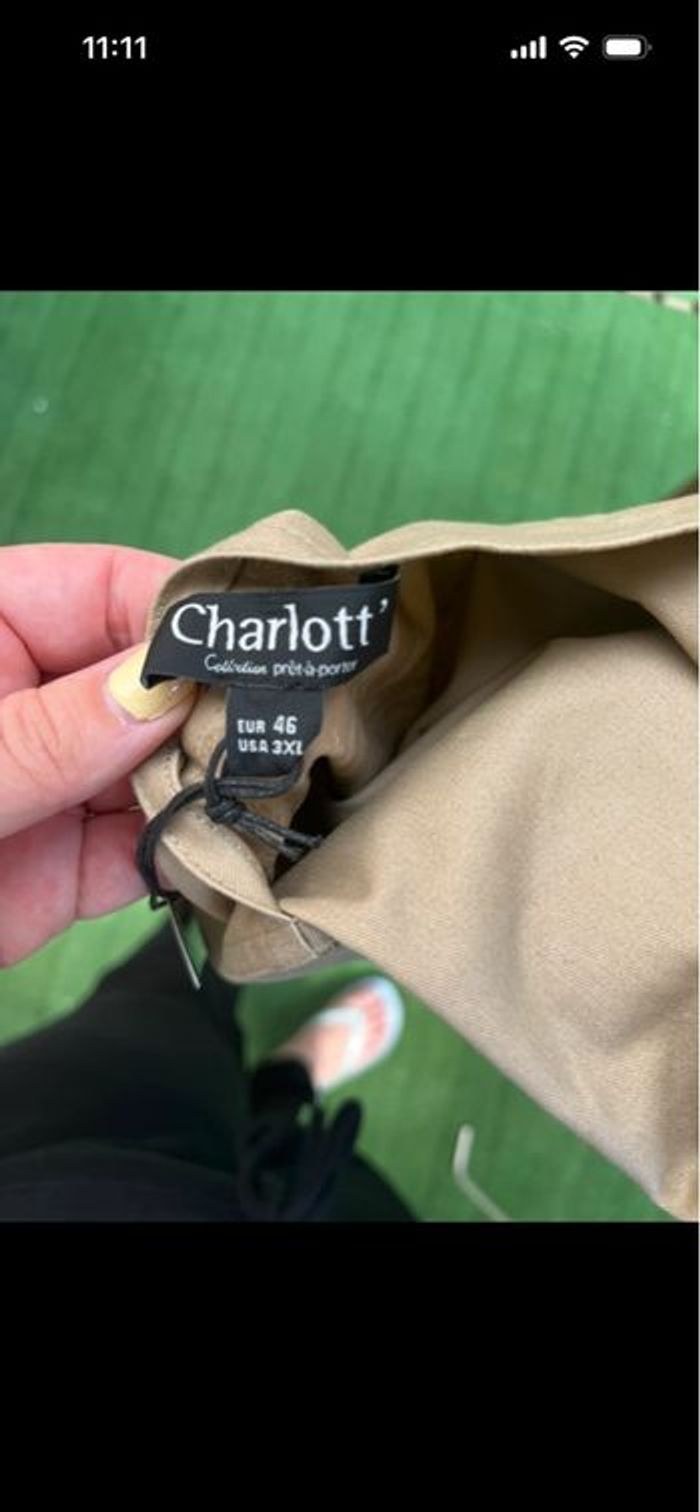 11:11
Charlott'
Collection prêt-à-porter
EUR 46
USA 3XL